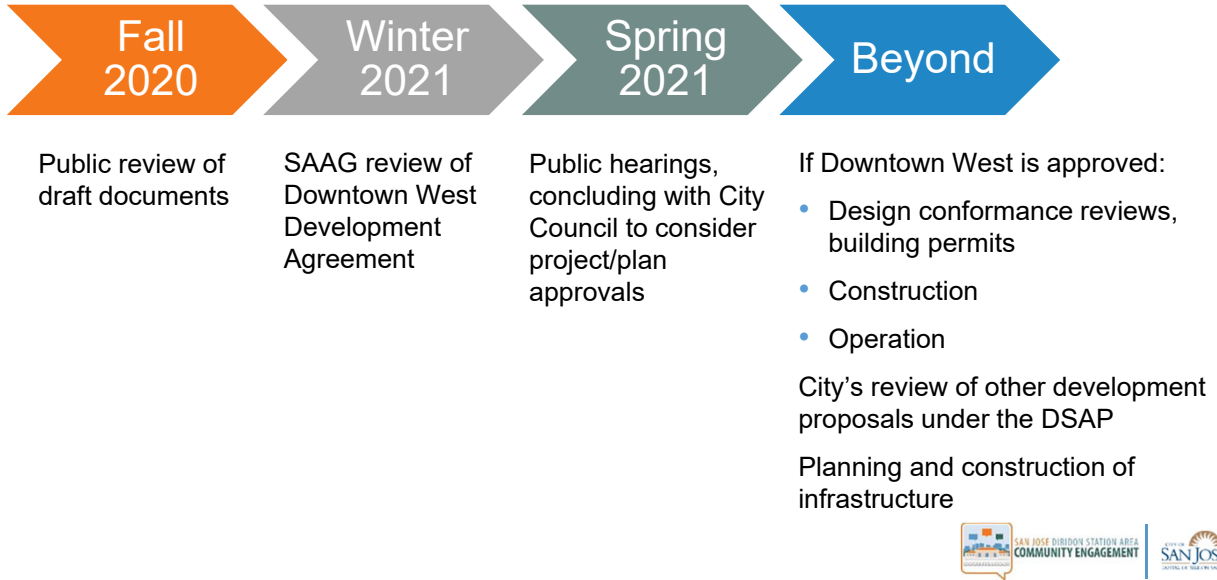 Fall
2020
Winter
2021
Spring
2021
Beyond
Public review of
draft documents
SAAG review of
Downtown West
Development
Agreement
Public hearings,
concluding with City
Council to consider
project/plan
approvals
If Downtown West is approved:
• Design conformance reviews,
building permits
• Construction
• Operation
City's review of other development
proposals under the DSAP
Planning and construction of
infrastructure
SAN JOSE DIRIDON STATION AREA
COMMUNITY ENGAGEMENT
CITY OF